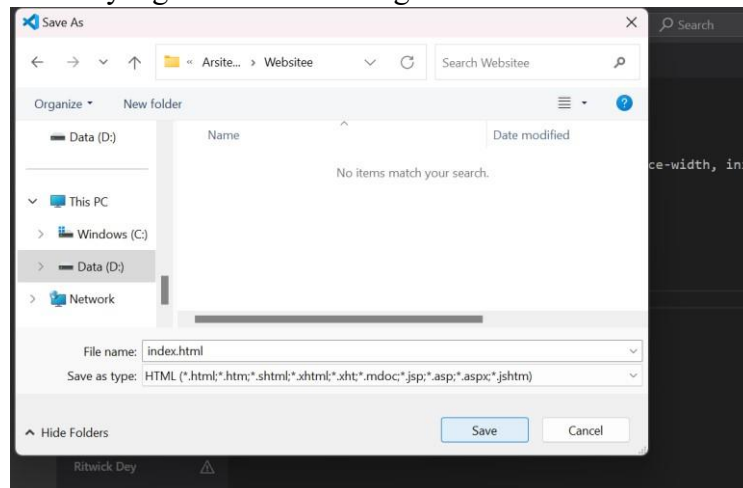 Save As
Search
« Arsite... › Websitee
Search Websitee
Organize
New folder
Data (D:)
Name
Date modified
No items match your search.
ce-width, in
This PC
Windows (C:)
Data (D:)
Network
File name: index.html
Save as type: HTML (*.html;*.htm;*.shtml;*.xhtml;*.xht;*.mdoc;*.jsp;*.asp;*.aspx;*.jshtm)
Hide Folders
Save
Cancel
Ritwick Dey